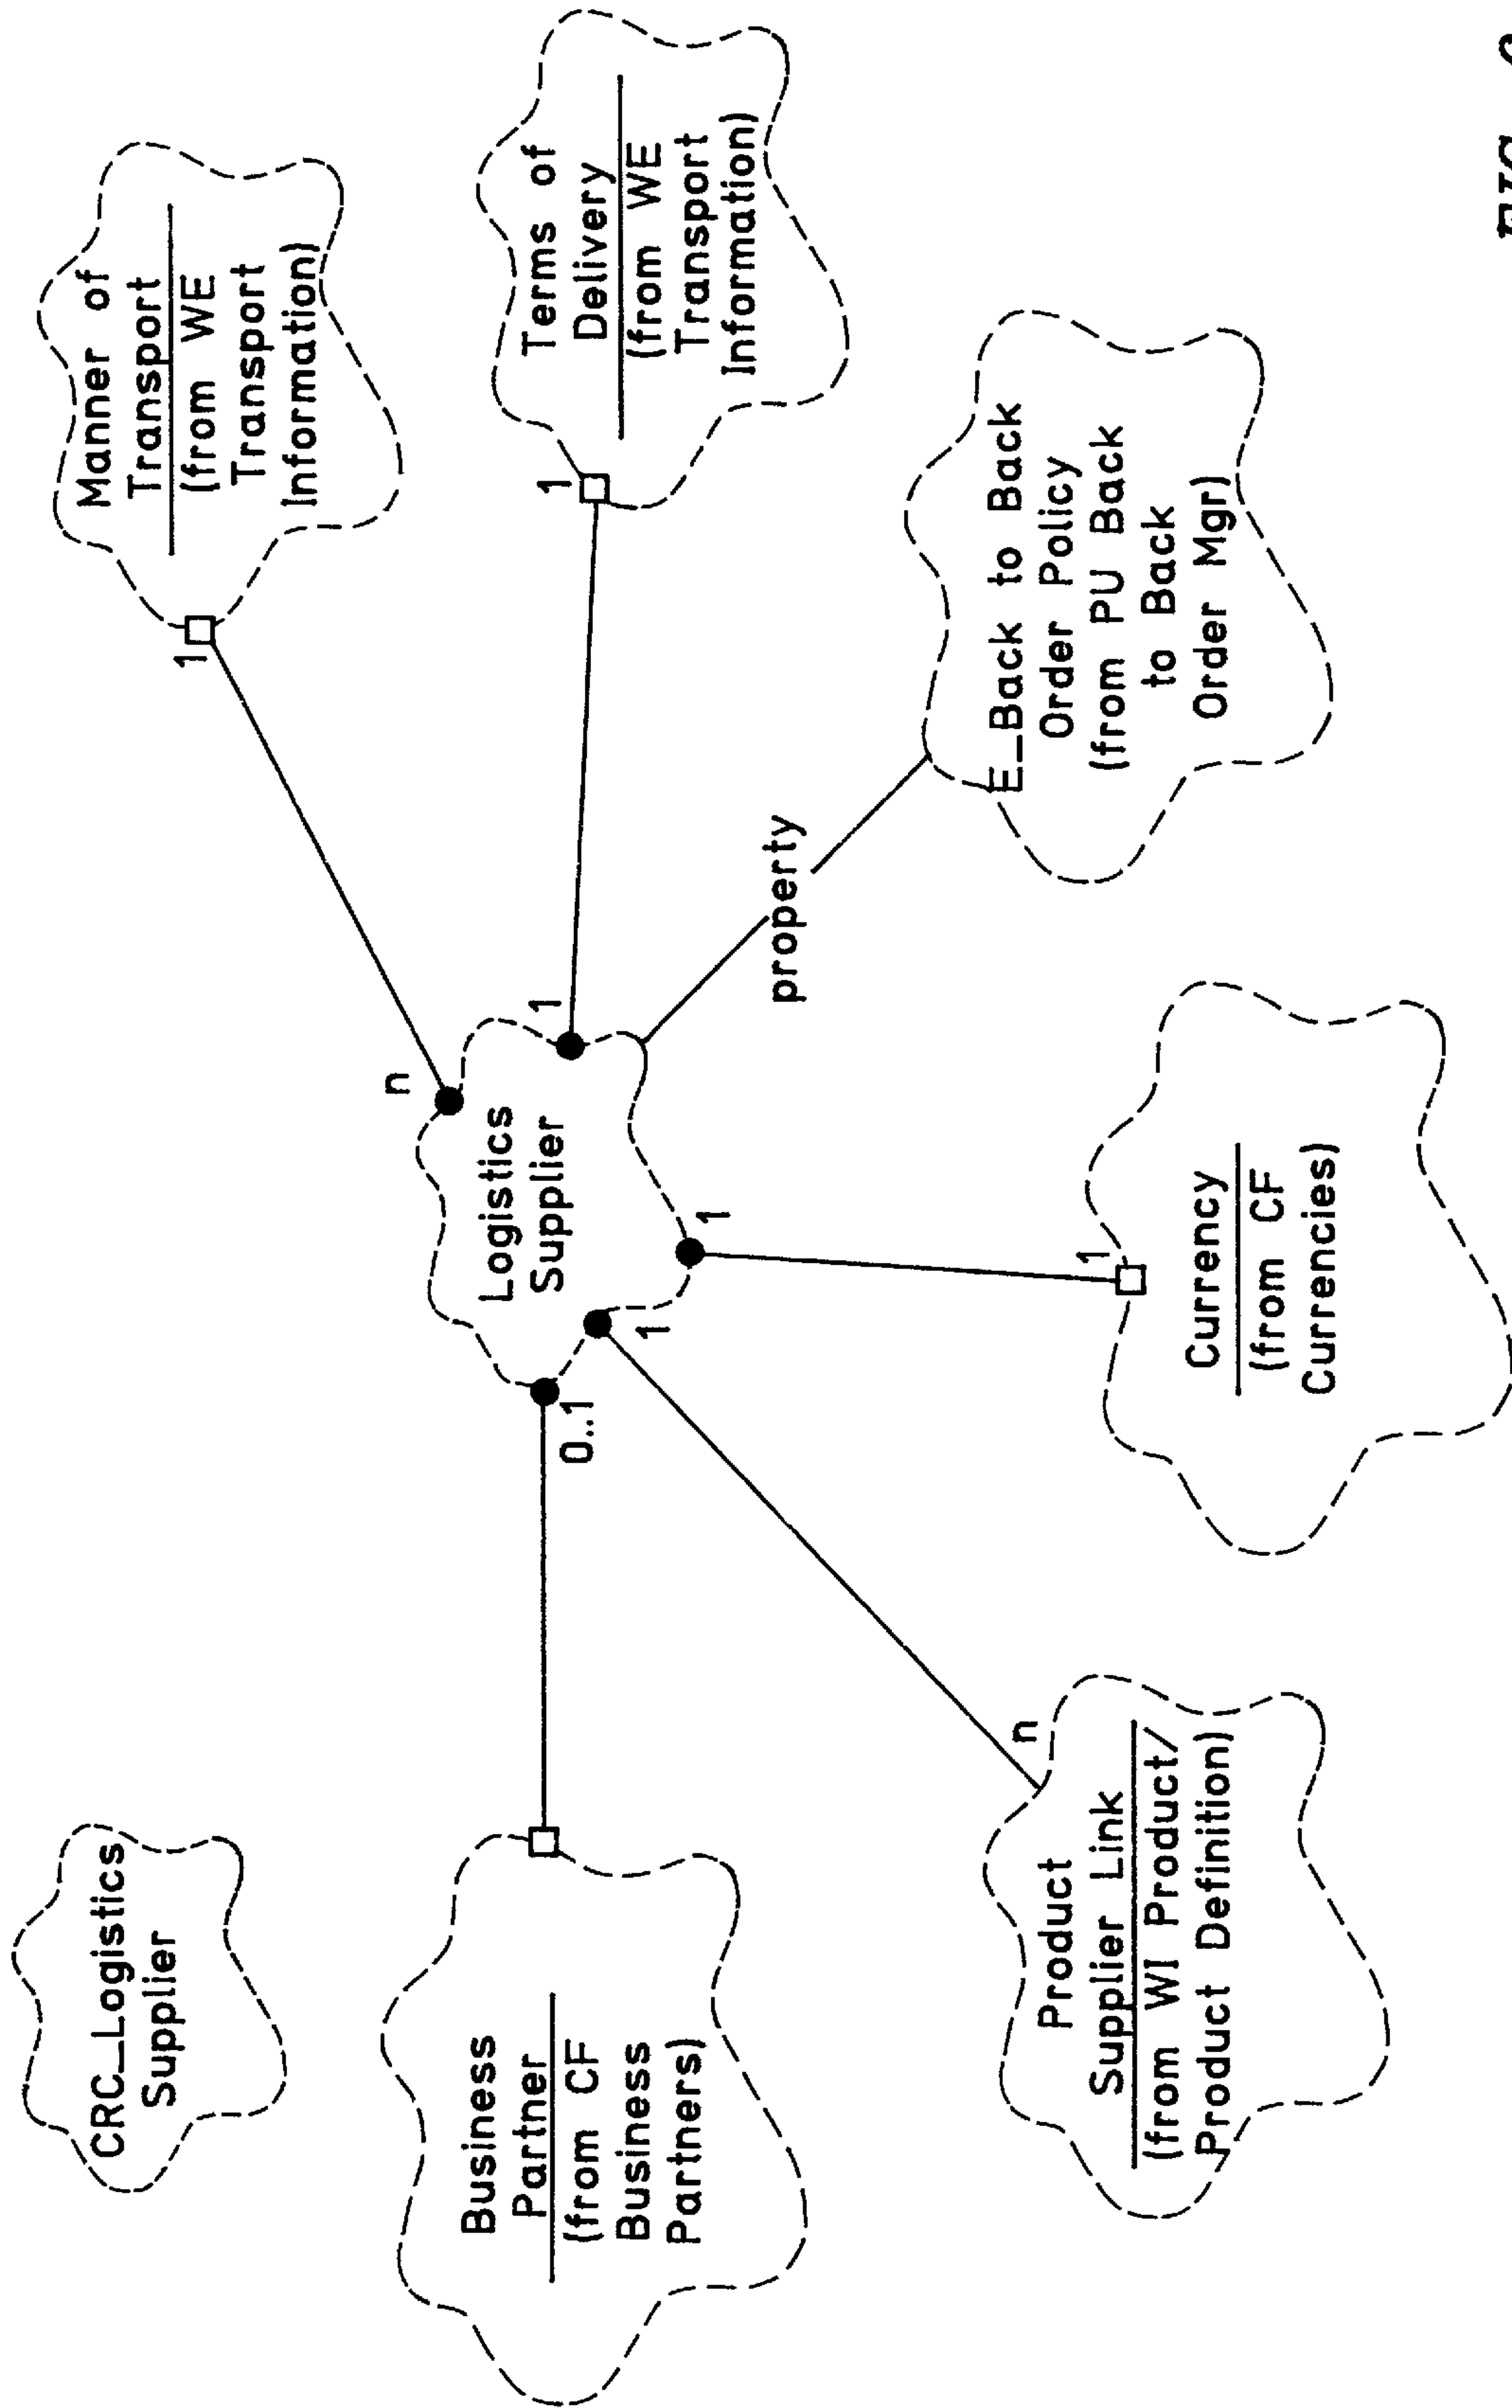 CRC_Logistics
Supplier
Business
Partner
(from CF
Business
Partners)
Product
Supplier Link
(from WI Product/
Product Definition)
n
0..1
1
Logistics
Supplier
n
1
1
Currency
(from CF
Currencies)
1
property
E_Back to Back
Order Policy
(from PU Back
to Back
Order Mgr)
Manner of
Transport
(from WE
Transport
Information)
1
Terms of
Delivery
(from WE
Transport
Information)
1
FIG.